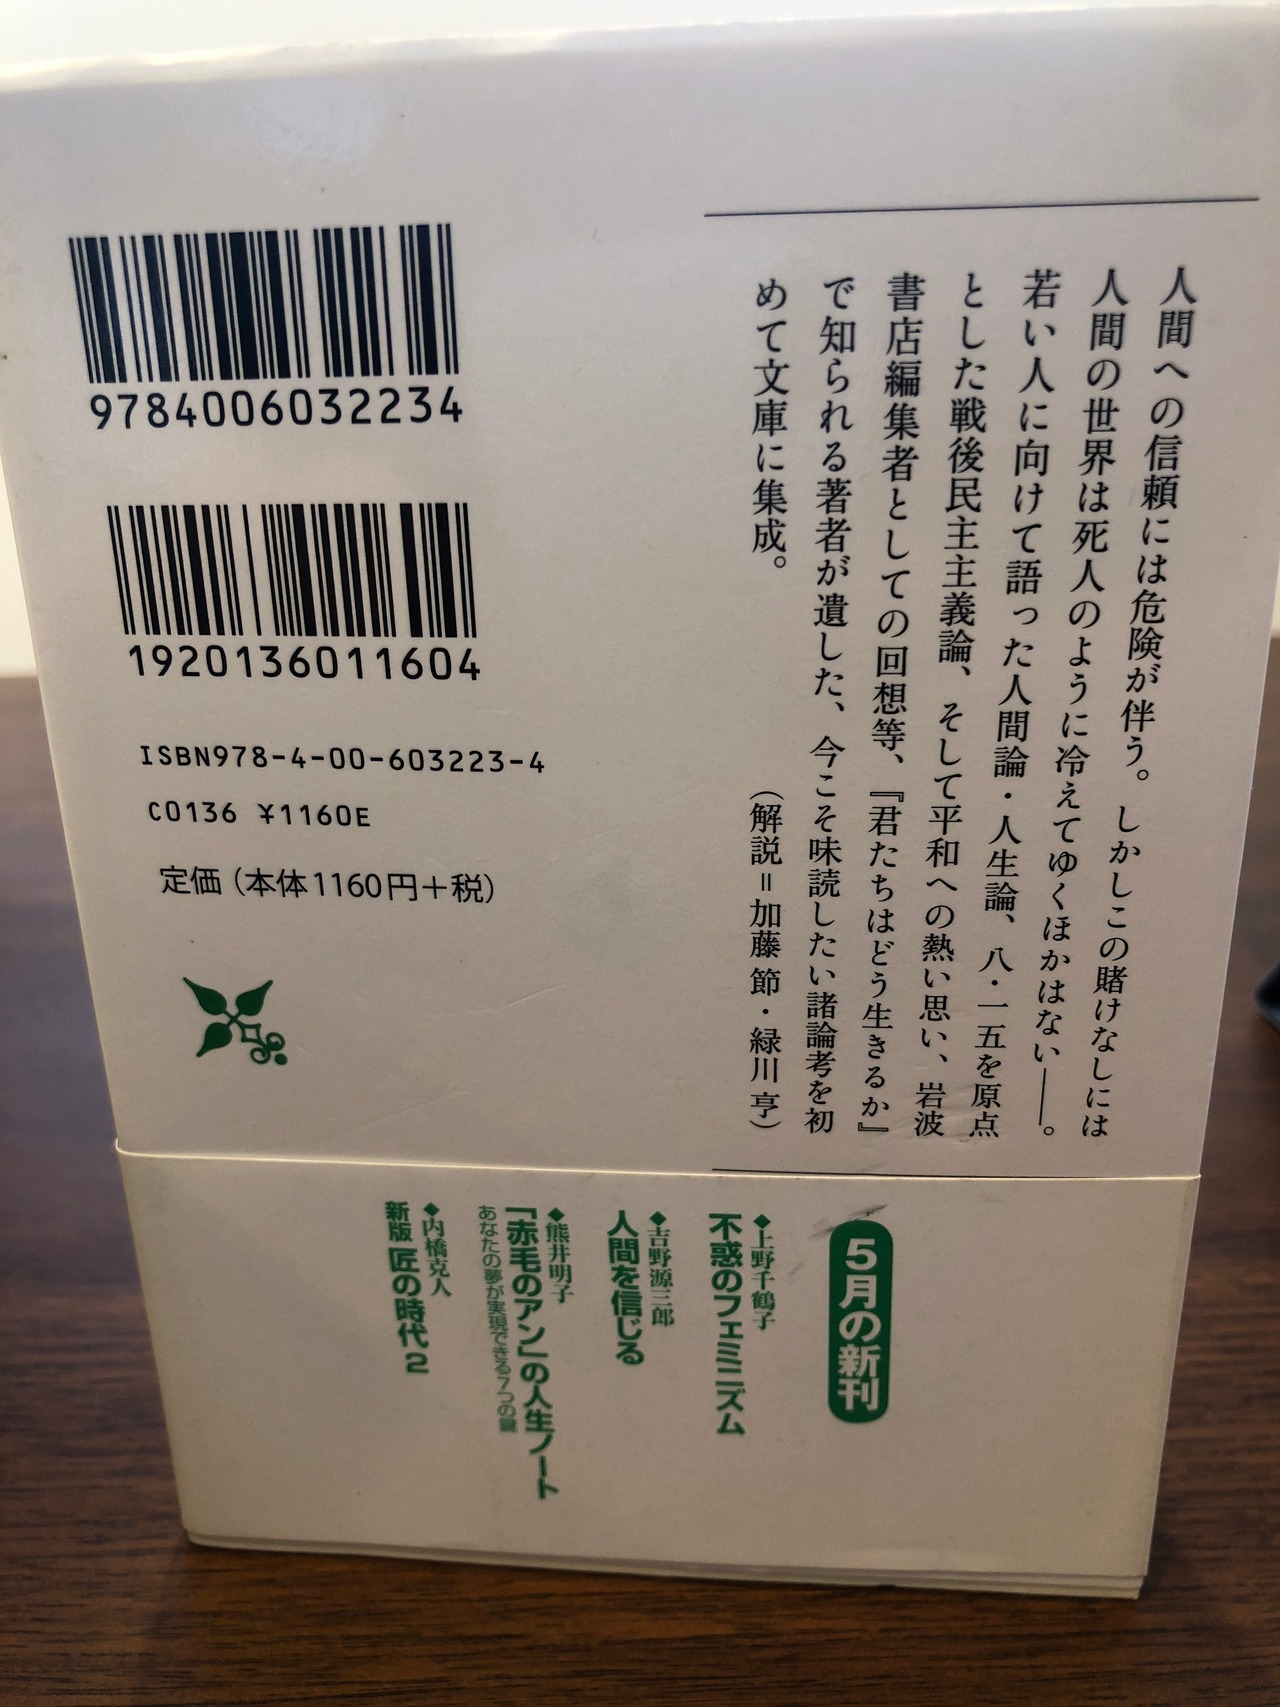 人間への信頼には危険が伴う。しかしこの賭けなしには
人間の世界は死人のように冷えてゆくほかはない――。
若い人に向けて語った人間論・人生論、八・一五を原点
とした戦後民主主義論、そして平和への熱い思い、岩波
書店編集者としての回想等、『君たちはどう生きるか』
で知られる著者が遺した、今こそ味読したい諸論考を初
めて文庫に集成。
（解説＝加藤 節・緑川 亨）
9784006032234
1920136011604
ISBN978-4-00-603223-4
C0136 ¥1160E
定価（本体1160円＋税）
5月の新刊
◆上野千鶴子
不惑のフェミニズム
◆吉野源三郎
人間を信じる
◆熊井明子
「赤毛のアン」の人生ノート
あなたの夢が実現できる7つの鍵
◆内橋克人
新版 匠の時代 2